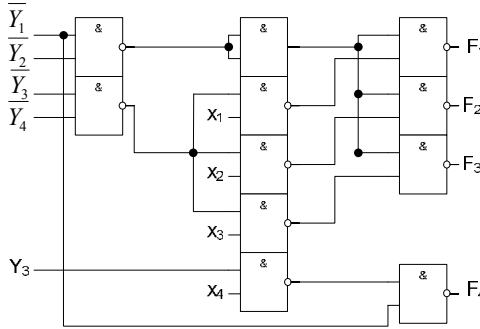 & & F
Y̅₁
Y̅₂
Y̅₃
Y̅₄
& & & & & & & & & &
x₁
F₂
x₂
F₃
x₃
Y₃
x₄
F